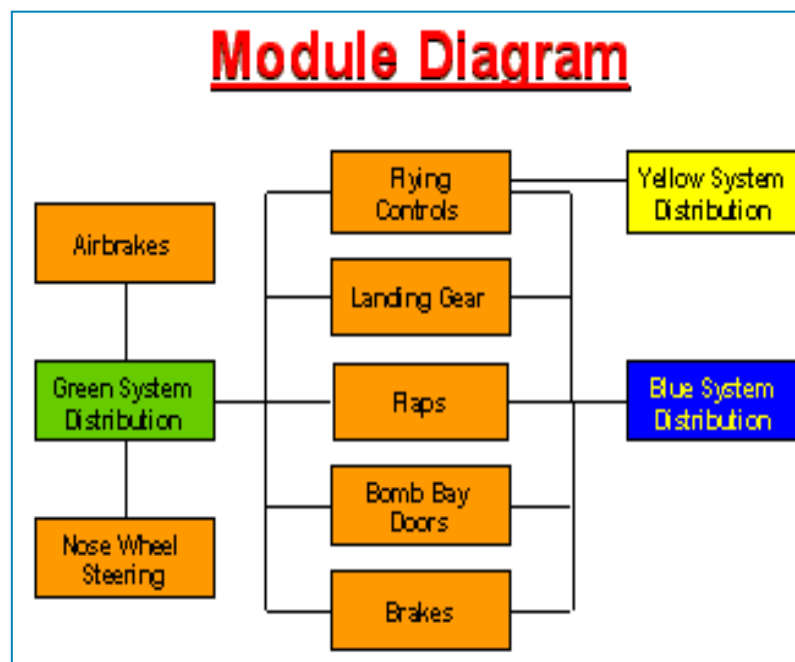 Module Diagram
Flying
Controls
Yellow System
Distribution
Airbrakes
Landing Gear
Green System
Distribution
Flaps
Blue System
Distribution
Bomb Bay
Doors
Nose Wheel
Steering
Brakes